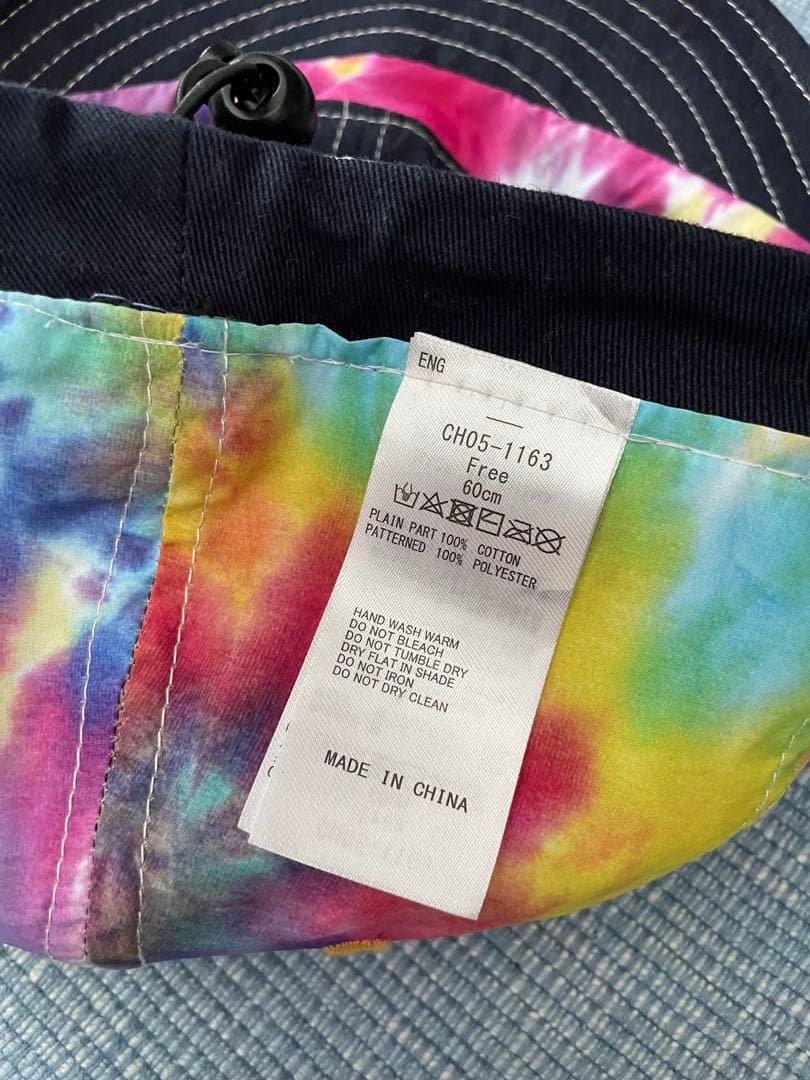 ENG
CH05-1163
Free
60cm
PLAIN PART 100% COTTON
PATTERNED 100% POLYESTER
HAND WASH WARM
DO NOT BLEACH
DO NOT TUMBLE DRY
DRY FLAT IN SHADE
DO NOT IRON
DO NOT DRY CLEAN
MADE IN CHINA